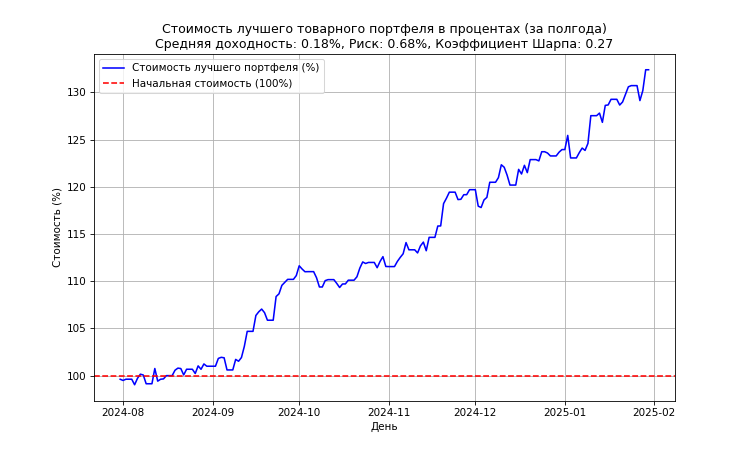 Стоимость лучшего товарного портфеля в процентах (за полгода)
Средняя доходность: 0.18%, Риск: 0.68%, Коэффициент Шарпа: 0.27
Стоимость лучшего портфеля (%)
Начальная стоимость (100%)
Стоимость (%)
130
125
120
115
110
105
100
2024-08 2024-09 2024-10 2024-11 2024-12 2025-01 2025-02
День